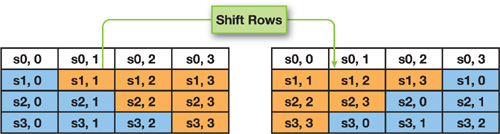 Shift Rows
s0, 0 s0, 1 s0, 2 s0, 3
s1, 0 s1, 1 s1, 2 s1, 3
s2, 0 s2, 1 s2, 2 s2, 3
s3, 0 s3, 1 s3, 2 s3, 3
s0, 0 s0, 1 s0, 2 s0, 3
s1, 1 s1, 2 s1, 3 s1, 0
s2, 2 s2, 3 s2, 0 s2, 1
s3, 3 s3, 0 s3, 1 s3, 2